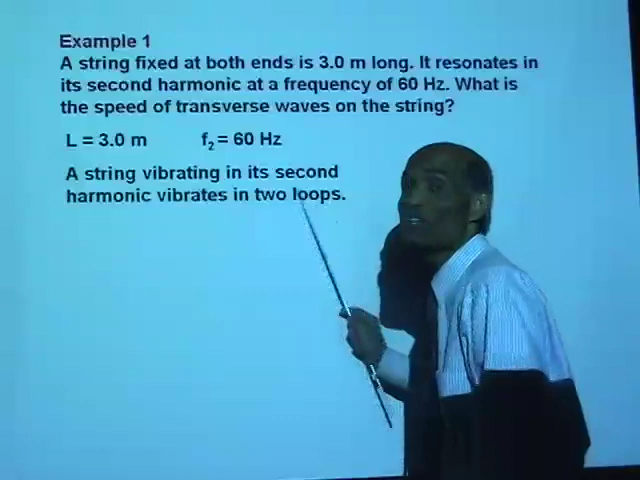 Example 1
A string fixed at both ends is 3.0 m long. It resonates in
its second harmonic at a frequency of 60 Hz. What is
the speed of transverse waves on the string?
L = 3.0 m f₂ = 60 Hz
A string vibrating in its second
harmonic vibrates in two loops.